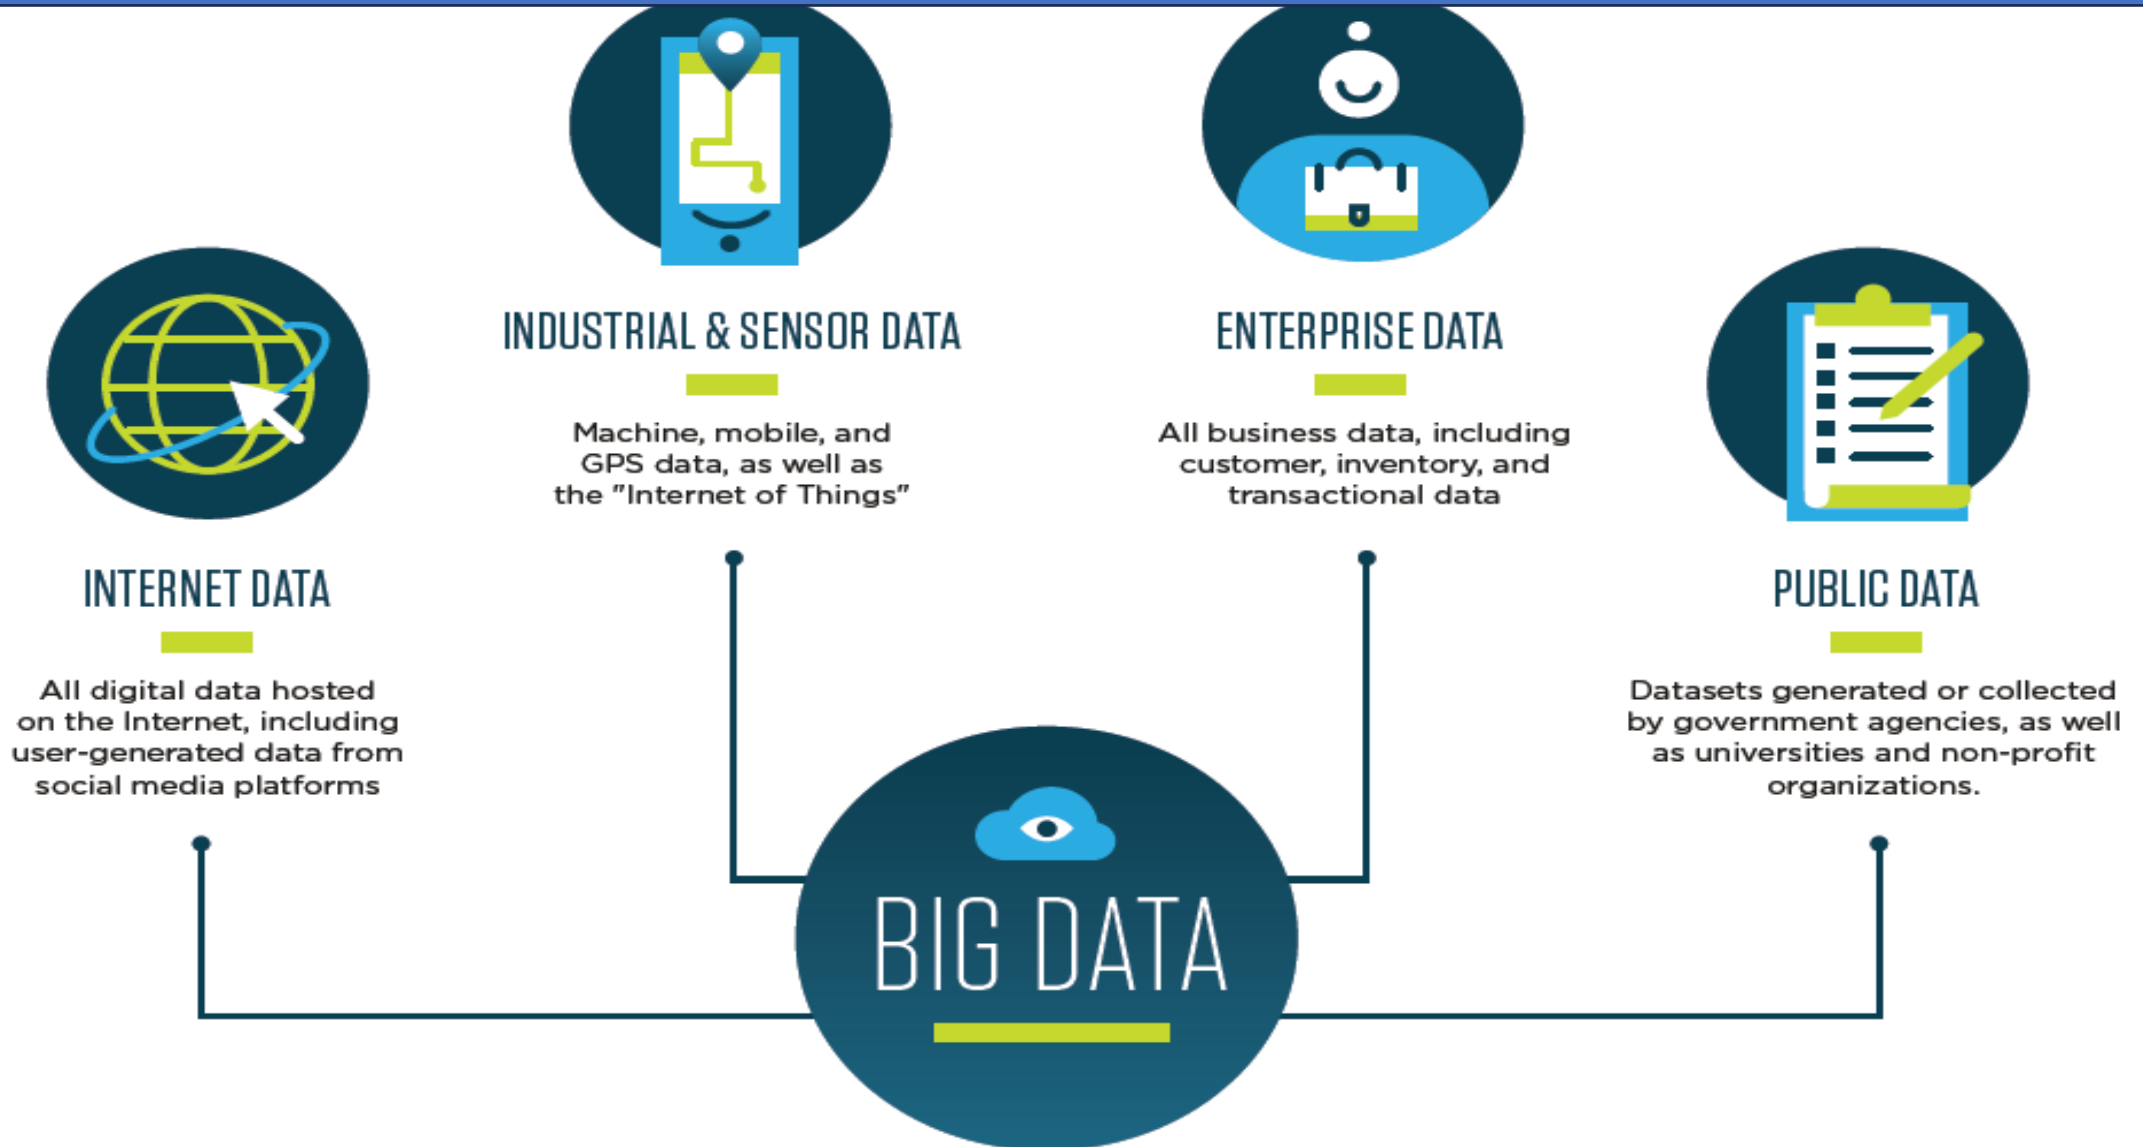 INDUSTRIAL & SENSOR DATA
Machine, mobile, and
GPS data, as well as
the "Internet of Things"
ENTERPRISE DATA
All business data, including
customer, inventory, and
transactional data
INTERNET DATA
All digital data hosted
on the Internet, including
user-generated data from
social media platforms
PUBLIC DATA
Datasets generated or collected
by government agencies, as well
as universities and non-profit
organizations.
BIG DATA